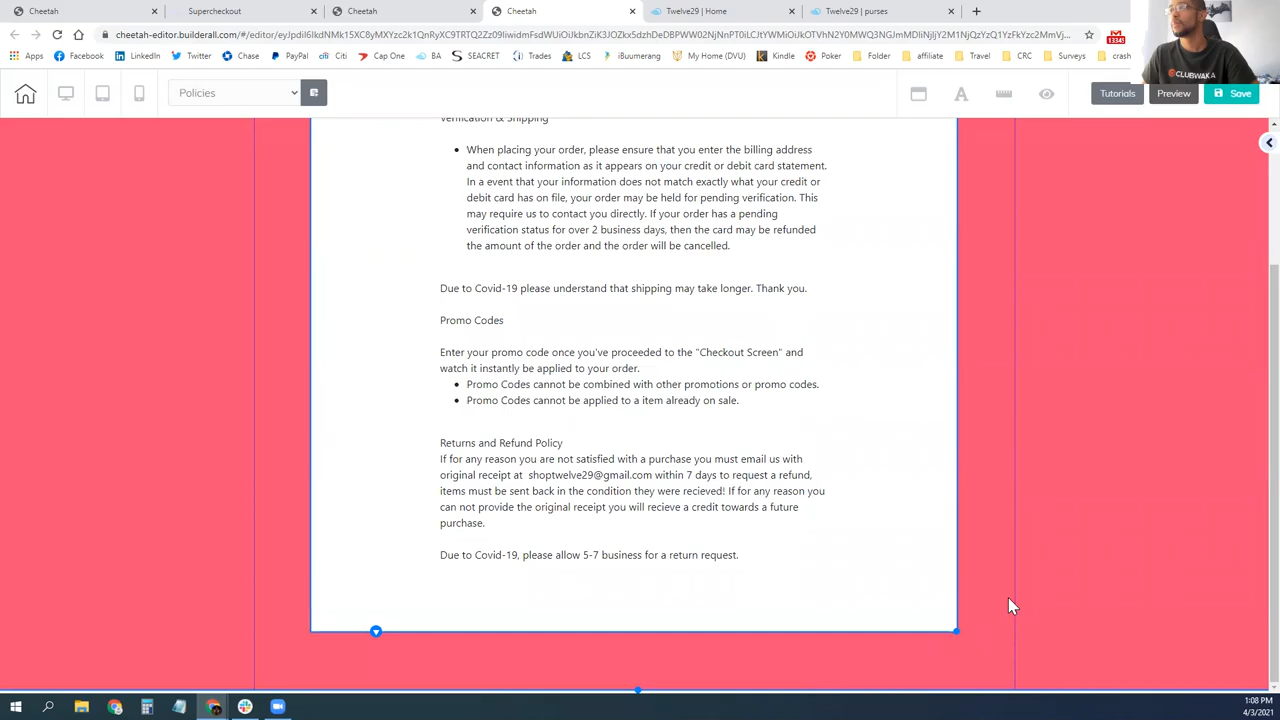 Cheetah
Supercheckout
Cheetah
Cheetah
Twelve29 | Home
Twelve29 | purses
Apps
Facebook
LinkedIn
Twitter
Chase
PayPal
Citi
Cap One
BA
SEACRET
Trades
LCS
iBuumerang
My Home (DVU)
Kindle
Poker
Folder
affiliate
Travel
CRC
Surveys
crash
13345
CLUBWAKA
Policies
Tutorials
Preview
Save
Verification & Shipping
When placing your order, please ensure that you enter the billing address
and contact information as it appears on your credit or debit card statement.
In a event that your information does not match exactly what your credit or
debit card has on file, your order may be held for pending verification. This
may require us to contact you directly. If your order has a pending
verification status for over 2 business days, then the card may be refunded
the amount of the order and the order will be cancelled.
Due to Covid-19 please understand that shipping may take longer. Thank you.
Promo Codes
Enter your promo code once you've proceeded to the "Checkout Screen" and
watch it instantly be applied to your order.
Promo Codes cannot be combined with other promotions or promo codes.
Promo Codes cannot be applied to a item already on sale.
Returns and Refund Policy
If for any reason you are not satisfied with a purchase you must email us with
original receipt at shoptwelve29@gmail.com within 7 days to request a refund,
items must be sent back in the condition they were recieved! If for any reason you
can not provide the original receipt you will recieve a credit towards a future
purchase.
Due to Covid-19, please allow 5-7 business for a return request.
1:08 PM
4/3/2021